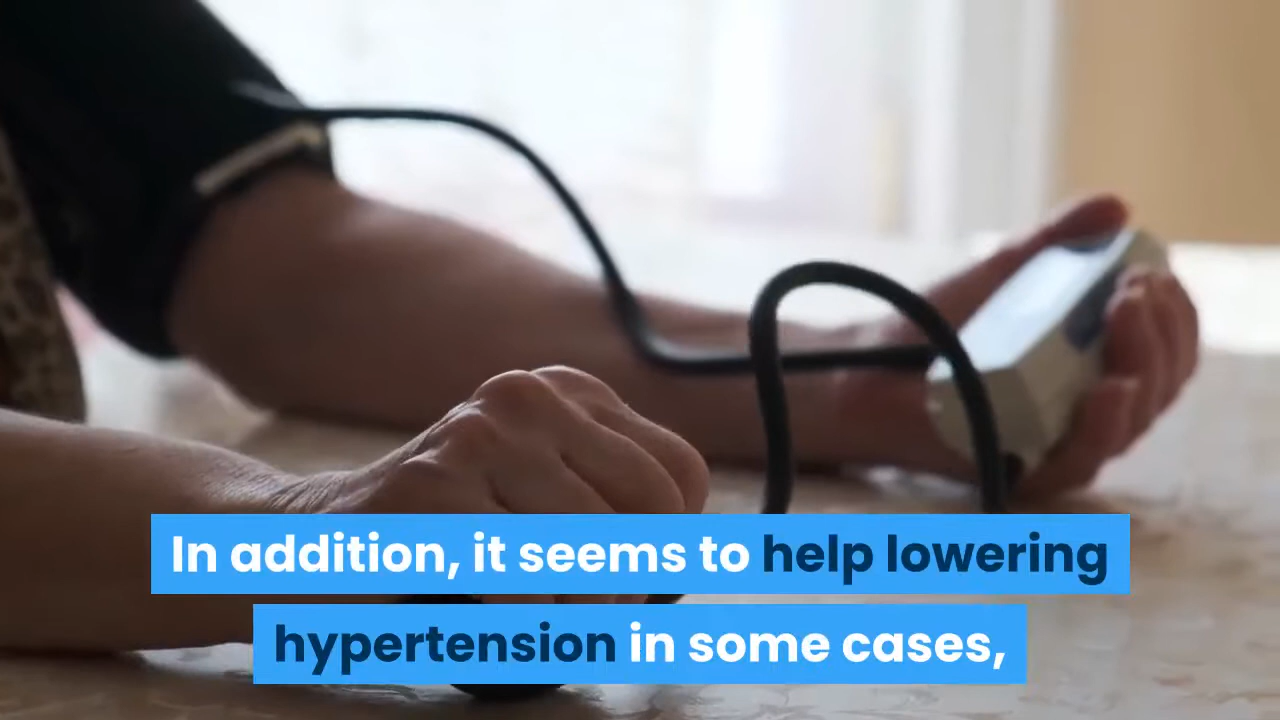 In addition, it seems to help lowering
hypertension in some cases,